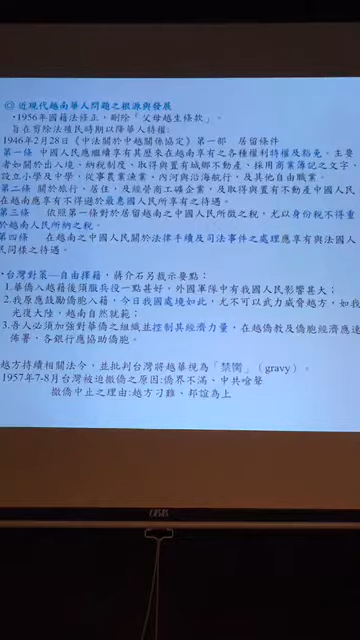 ◎ 近現代越南華人問題之根源與發展
・1956年國籍法修正，刪除「父母越生條款」。
旨在剪除法殖民時期以降華人特權：
1946年2月28日《中法關於中越關係協定》第一部 居留條件
第一條 中國人民應繼續享有其歷來在越南享有之各種權利特權及豁免。主要
者如關於出入境、納稅制度、取得與置有城鄉不動產、採用商業簿記之文字、
設立小學及中學，從事農業漁業、內河與沿海航行，及其他自由職業。
第二條 關於旅行、居住，及經營商工礦企業，及取得與置有不動產中國人民
在越南應享有不得遜於最惠國人民所享有之待遇。
第三條 依照第一條對於居留越南之中國人民所徵之稅，尤以身份稅不得重
於越南人民所納之稅。
第四條 在越南之中國人民關於法律手續及司法事件之處理應享有與法國人
民同樣之待遇。
・台灣對策—自由擇籍，蔣介石另裁示要點：
1.華僑入越籍後須服兵役一點甚好，外國軍隊中有我國人民影響甚大；
2.我原應鼓勵僑胞入籍，今日我國處境如此，尤不可以武力威脅越方，如我
光復大陸，越南自然就範；
3.吾人必須加強對華僑之組織並控制其經濟力量，在越僑教及僑胞經濟應速
佈署，各銀行應協助僑胞。
越方持續相關法令，並批判台灣將越華視為「禁臠」（gravy）。
1957年7-8月台灣被迫撤僑之原因:僑界不滿、中共嗆聲
撤僑中止之理由:越方刁難、邦誼為上